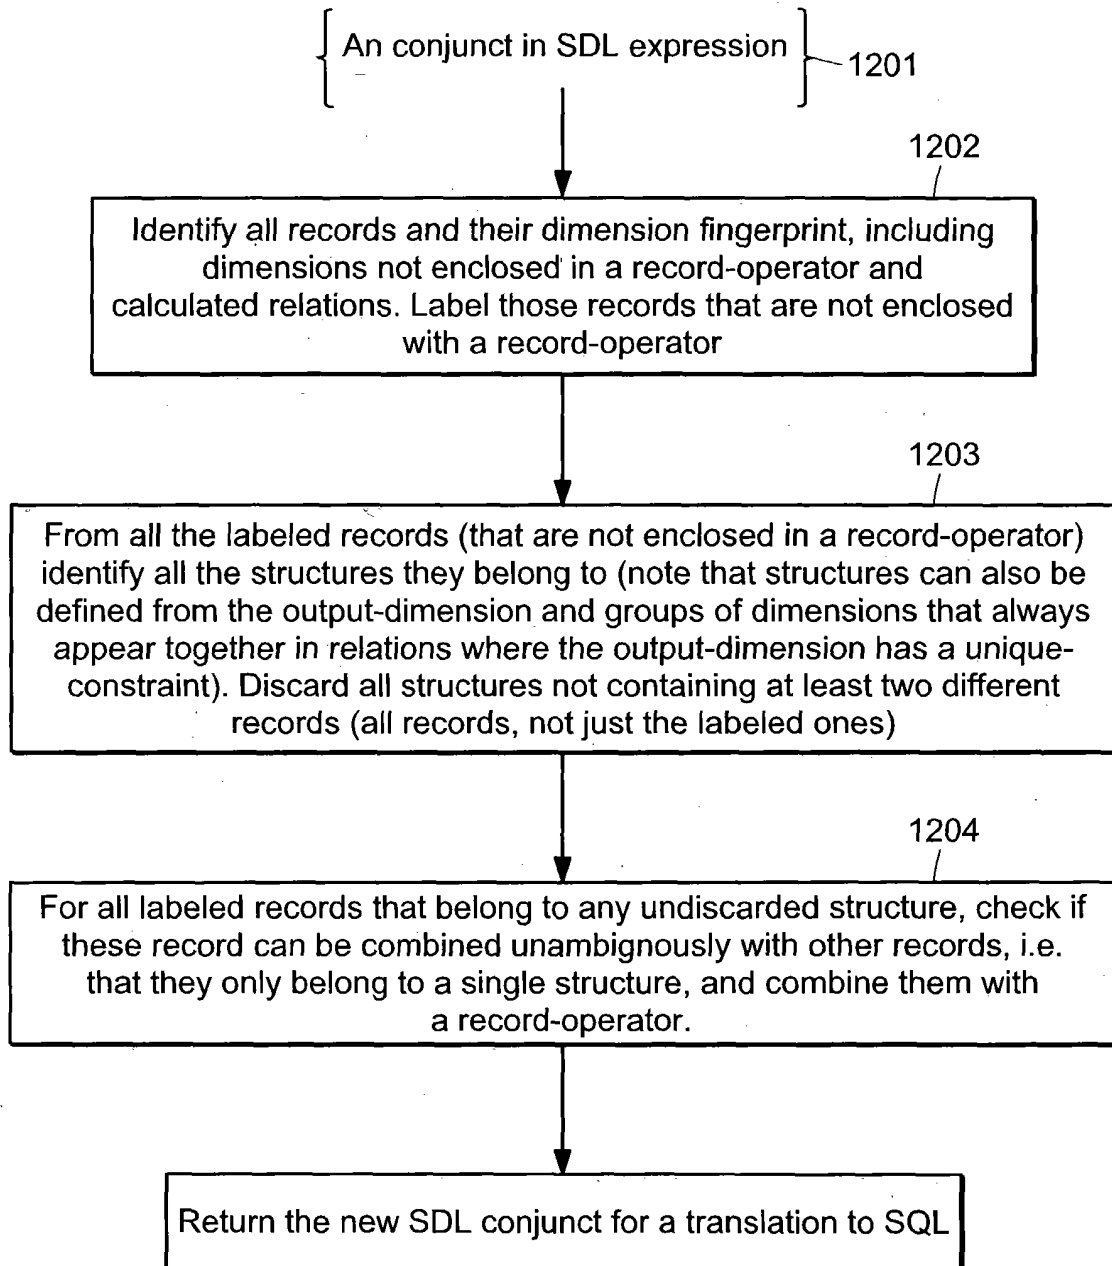 An conjunct in SDL expression
1201
1202
Identify all records and their dimension fingerprint, including
dimensions not enclosed in a record-operator and
calculated relations. Label those records that are not enclosed
with a record-operator
1203
From all the labeled records (that are not enclosed in a record-operator)
identify all the structures they belong to (note that structures can also be
defined from the output-dimension and groups of dimensions that always
appear together in relations where the output-dimension has a unique-
constraint). Discard all structures not containing at least two different
records (all records, not just the labeled ones)
1204
For all labeled records that belong to any undiscarded structure, check if
these record can be combined unambignously with other records, i.e.
that they only belong to a single structure, and combine them with
a record-operator.
Return the new SDL conjunct for a translation to SQL